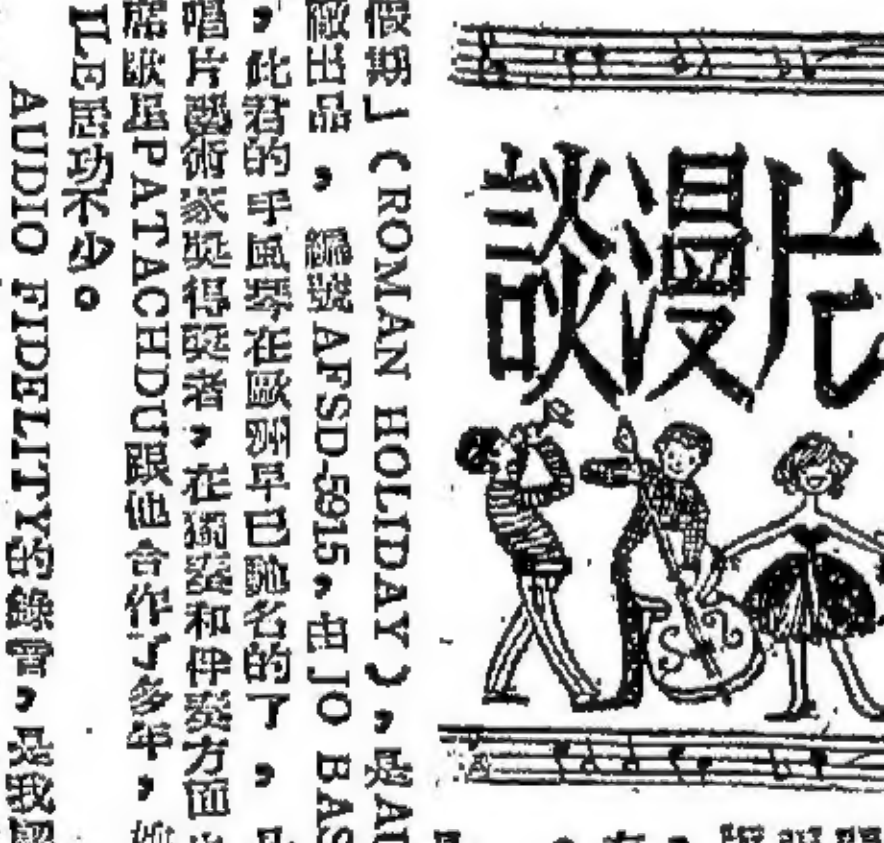 片漫談
假期」(ROMAN HOLIDAY),是AU
出品,編號AFSD-5915,由JO BAS
,此君的手風琴在歐洲早已馳名的了,
唱片藝術家獎得獎者,在獨奏和伴奏方面
席歌星PATACHDU跟他合作了多年,
ILE居功不少。
AUDIO FIDELITY的錄音,是我